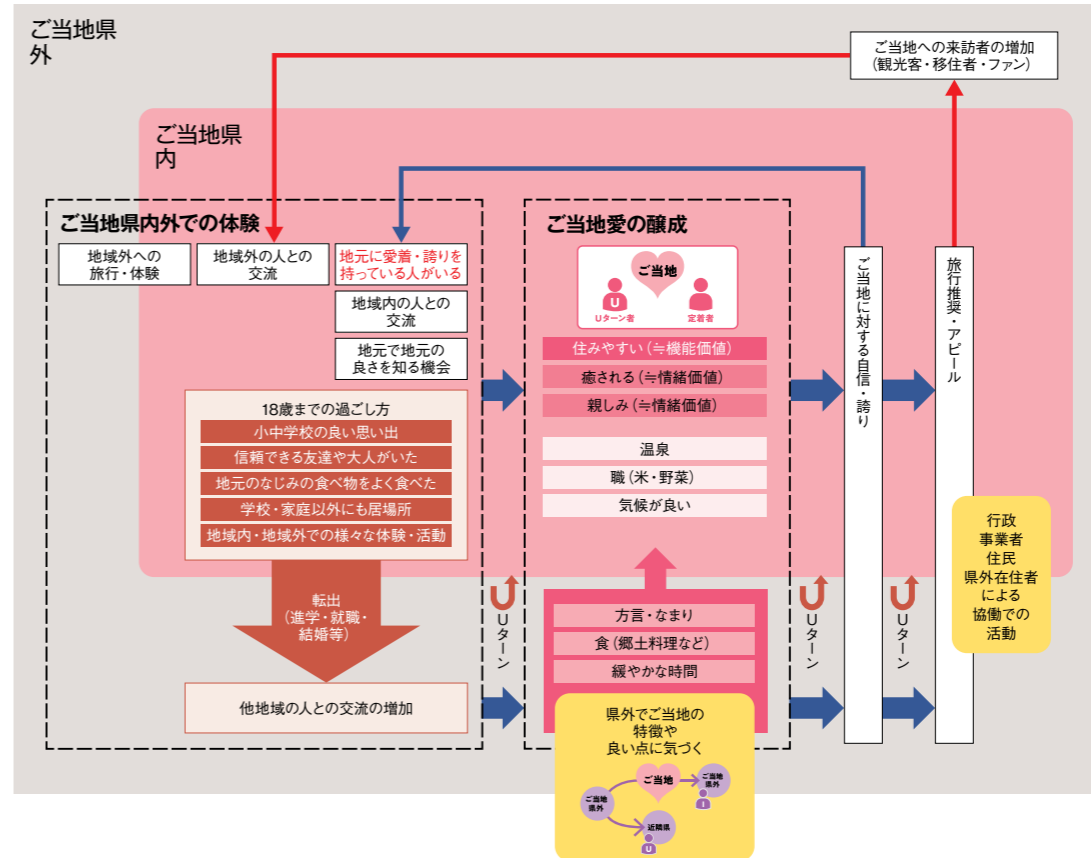 ご当地県
外
ご当地への来訪者の増加
（観光客・移住者・ファン）
ご当地県
内
ご当地県内外での体験
地域外への
旅行・体験
地域外の人との
交流
地元に愛着・誇りを
持っている人がいる
地域内の人との
交流
地元で地元の
良さを知る機会
18歳までの過ごし方
小中学校の良い思い出
信頼できる友達や大人がいた
地元のなじみの食べ物をよく食べた
学校・家庭以外にも居場所
地域内・地域外での様々な体験・活動
転出
（進学・就職・
結婚等）
他地域の人との交流の増加
Uターン
ご当地愛の醸成
ご当地
U
Uターン者
定着者
住みやすい（≒機能価値）
癒される（≒情緒価値）
親しみ（≒情緒価値）
温泉
職（米・野菜）
気候が良い
方言・なまり
食（郷土料理など）
緩やかな時間
県外でご当地の
特徴や
良い点に気づく
ご当地
ご当地
県外
I
ご当地
県外
近隣県
U
Uターン
ご当地に対する自信・誇り
Uターン
旅行推奨・アピール
行政
事業者
住民
県外在住者
による
協働での
活動